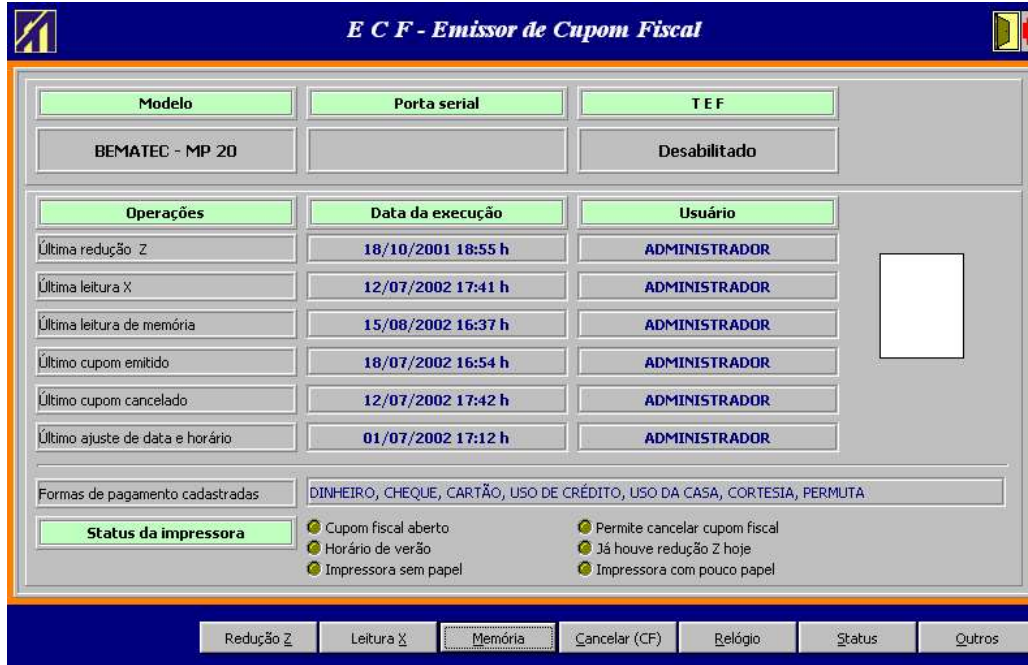 E C F - Emissor de Cupom Fiscal
Modelo Porta serial T E F
BEMATEC - MP 20 Desabilitado
Operações Data da execução Usuário
Última redução Z 18/10/2001 18:55 h ADMINISTRADOR
Última leitura X 12/07/2002 17:41 h ADMINISTRADOR
Última leitura de memória 15/08/2002 16:37 h ADMINISTRADOR
Último cupom emitido 18/07/2002 16:54 h ADMINISTRADOR
Último cupom cancelado 12/07/2002 17:42 h ADMINISTRADOR
Último ajuste de data e horário 01/07/2002 17:12 h ADMINISTRADOR
Formas de pagamento cadastradas DINHEIRO, CHEQUE, CARTÃO, USO DE CRÉDITO, USO DA CASA, CORTESIA, PERMUTA
Status da impressora Cupom fiscal aberto Permite cancelar cupom fiscal
Horário de verão Já houve redução Z hoje
Impressora sem papel Impressora com pouco papel
Redução Z Leitura X Memória Cancelar (CF) Relógio Status Outros